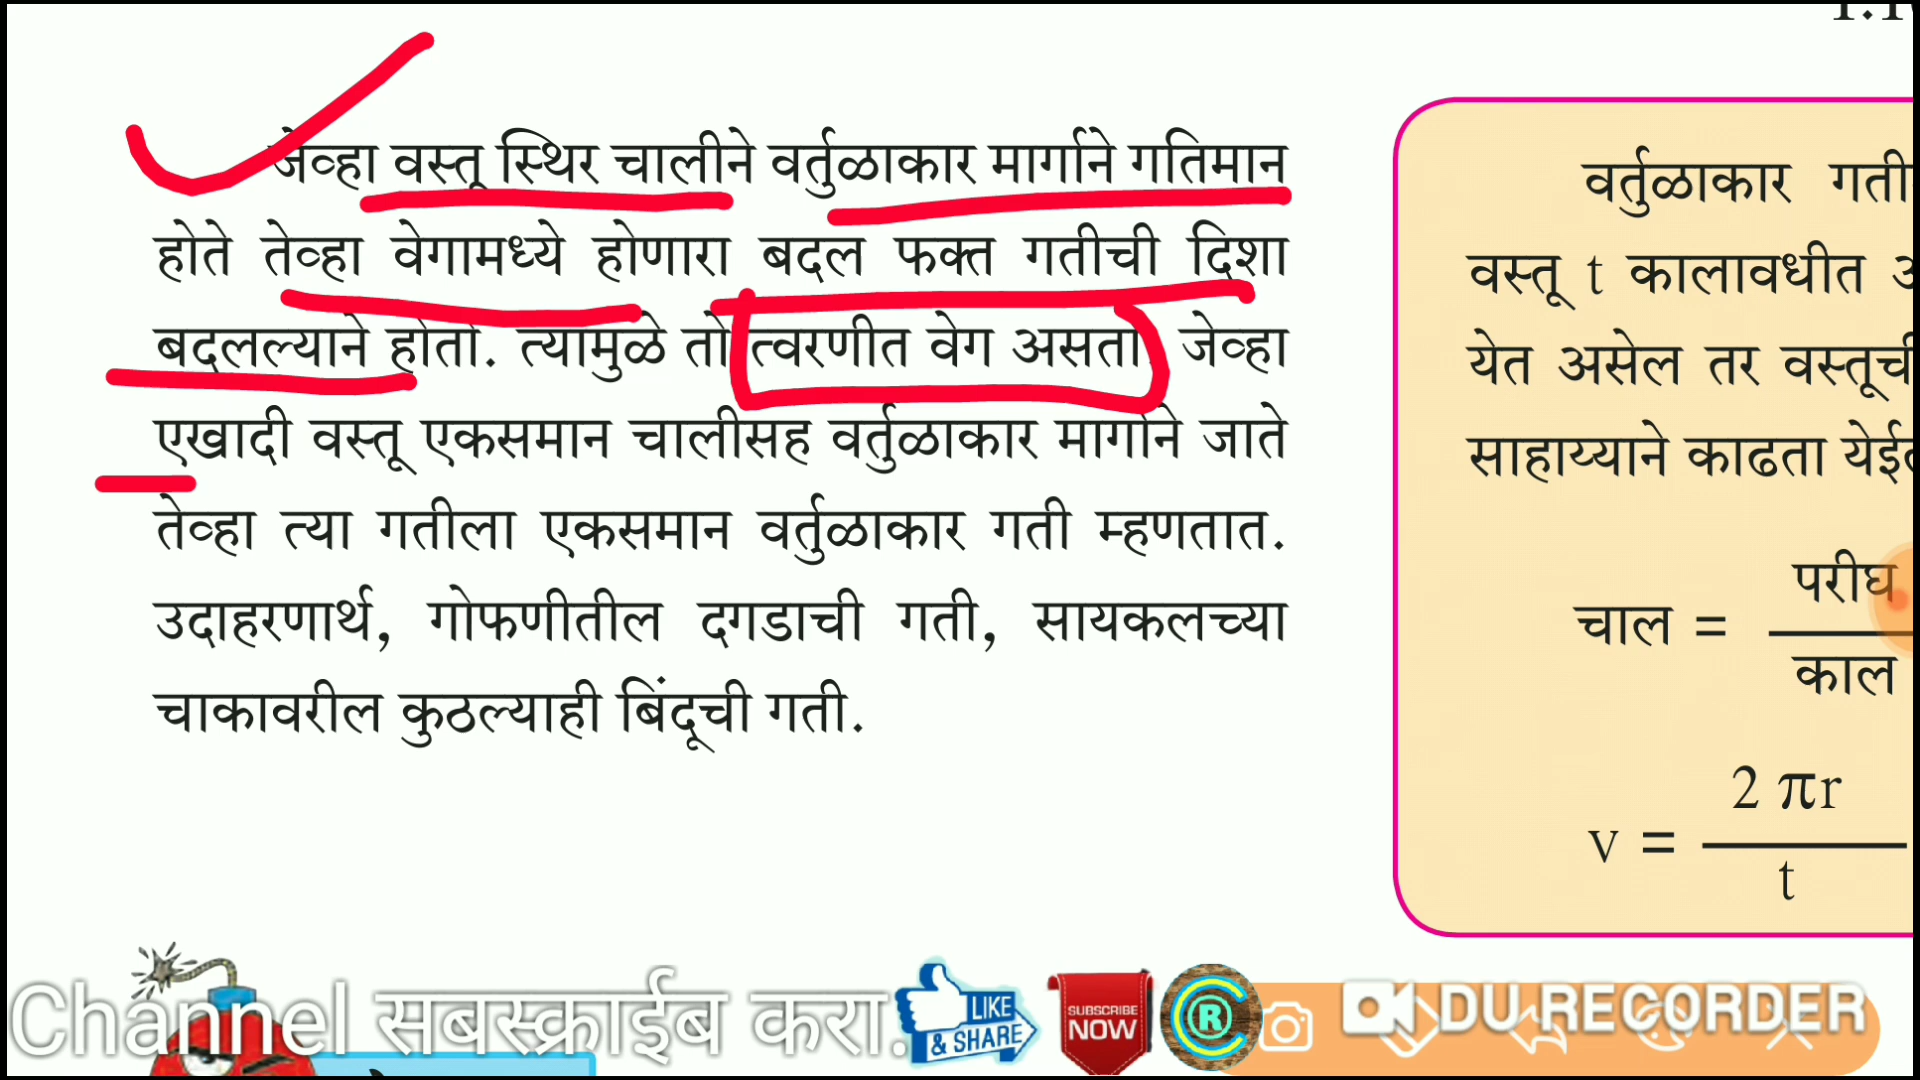 जेव्हा वस्तू स्थिर चालीने वर्तुळाकार मार्गाने गतिमान
होते तेव्हा वेगामध्ये होणारा बदल फक्त गतीची दिशा
बदलल्याने होतो. त्यामुळे तो त्वरणीत वेग असतो. जेव्हा
एखादी वस्तू एकसमान चालीसह वर्तुळाकार मार्गाने जाते
तेव्हा त्या गतीला एकसमान वर्तुळाकार गती म्हणतात.
उदाहरणार्थ, गोफणीतील दगडाची गती, सायकलच्या
चाकावरील कुठल्याही बिंदूची गती.
वर्तुळाकार
वस्तू t कालावधीत
येत असेल तर
साहाय्याने काढता
चाल = परीघ
काल
v = 2 πr
t
Channel सबस्क्राईब करा.
LIKE
& SHARE
SUBSCRIBE
NOW
R
DU RECORDER